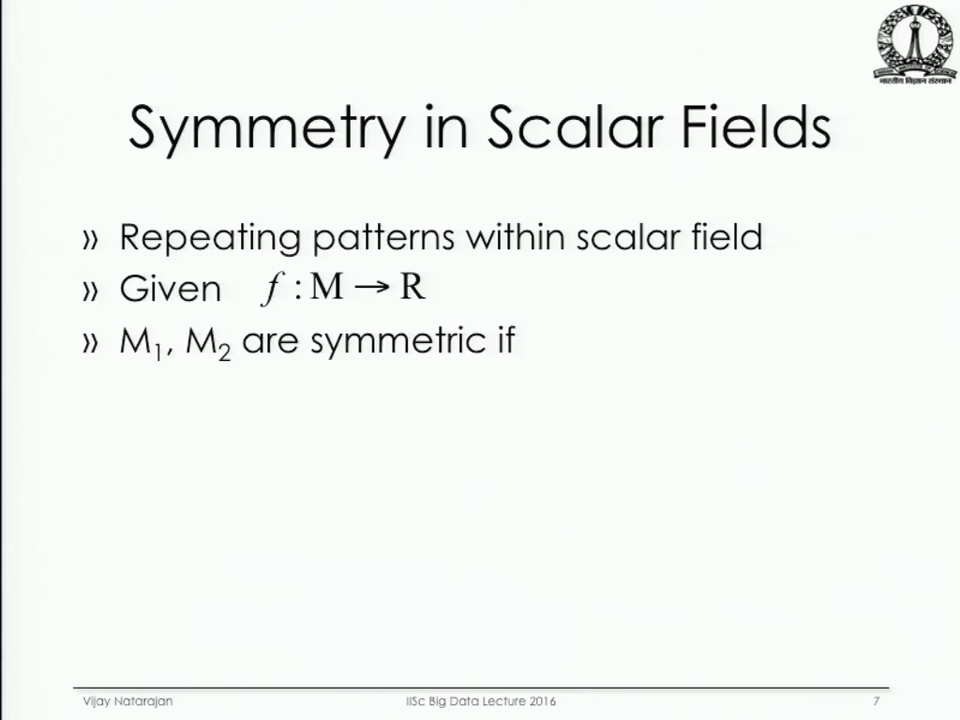 Symmetry in Scalar Fields
» Repeating patterns within scalar field
» Given f : M → R
» M₁, M₂ are symmetric if
Vijay Natarajan IISc Big Data Lecture 2016 7
भारतीय विज्ञान संस्थान